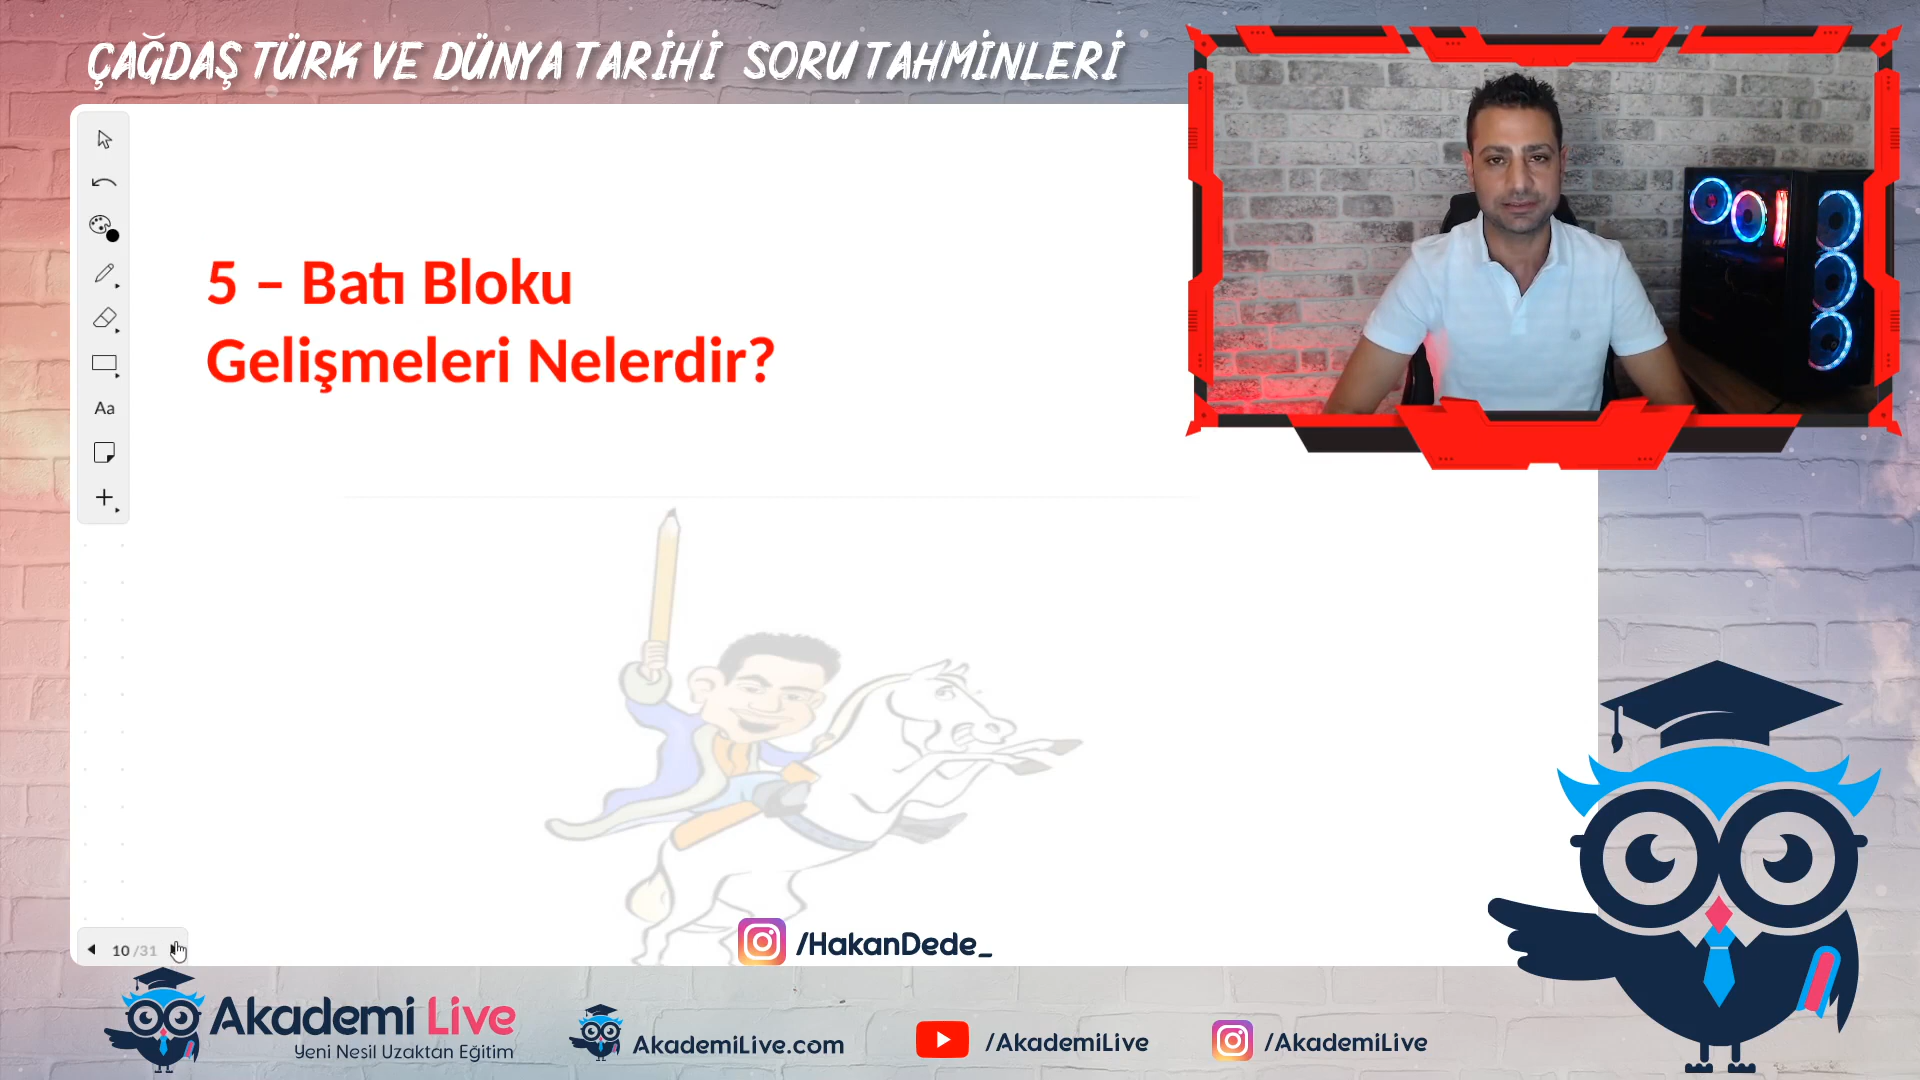 ÇAĞDAŞ TÜRK VE DÜNYA TARİHİ SORU TAHMİNLERİ
5 – Batı Bloku
Gelişmeleri Nelerdir?
Aa
10 /31
/HakanDede_
Akademi Live
Yeni Nesil Uzaktan Eğitim
AkademiLive.com
/AkademiLive
/AkademiLive